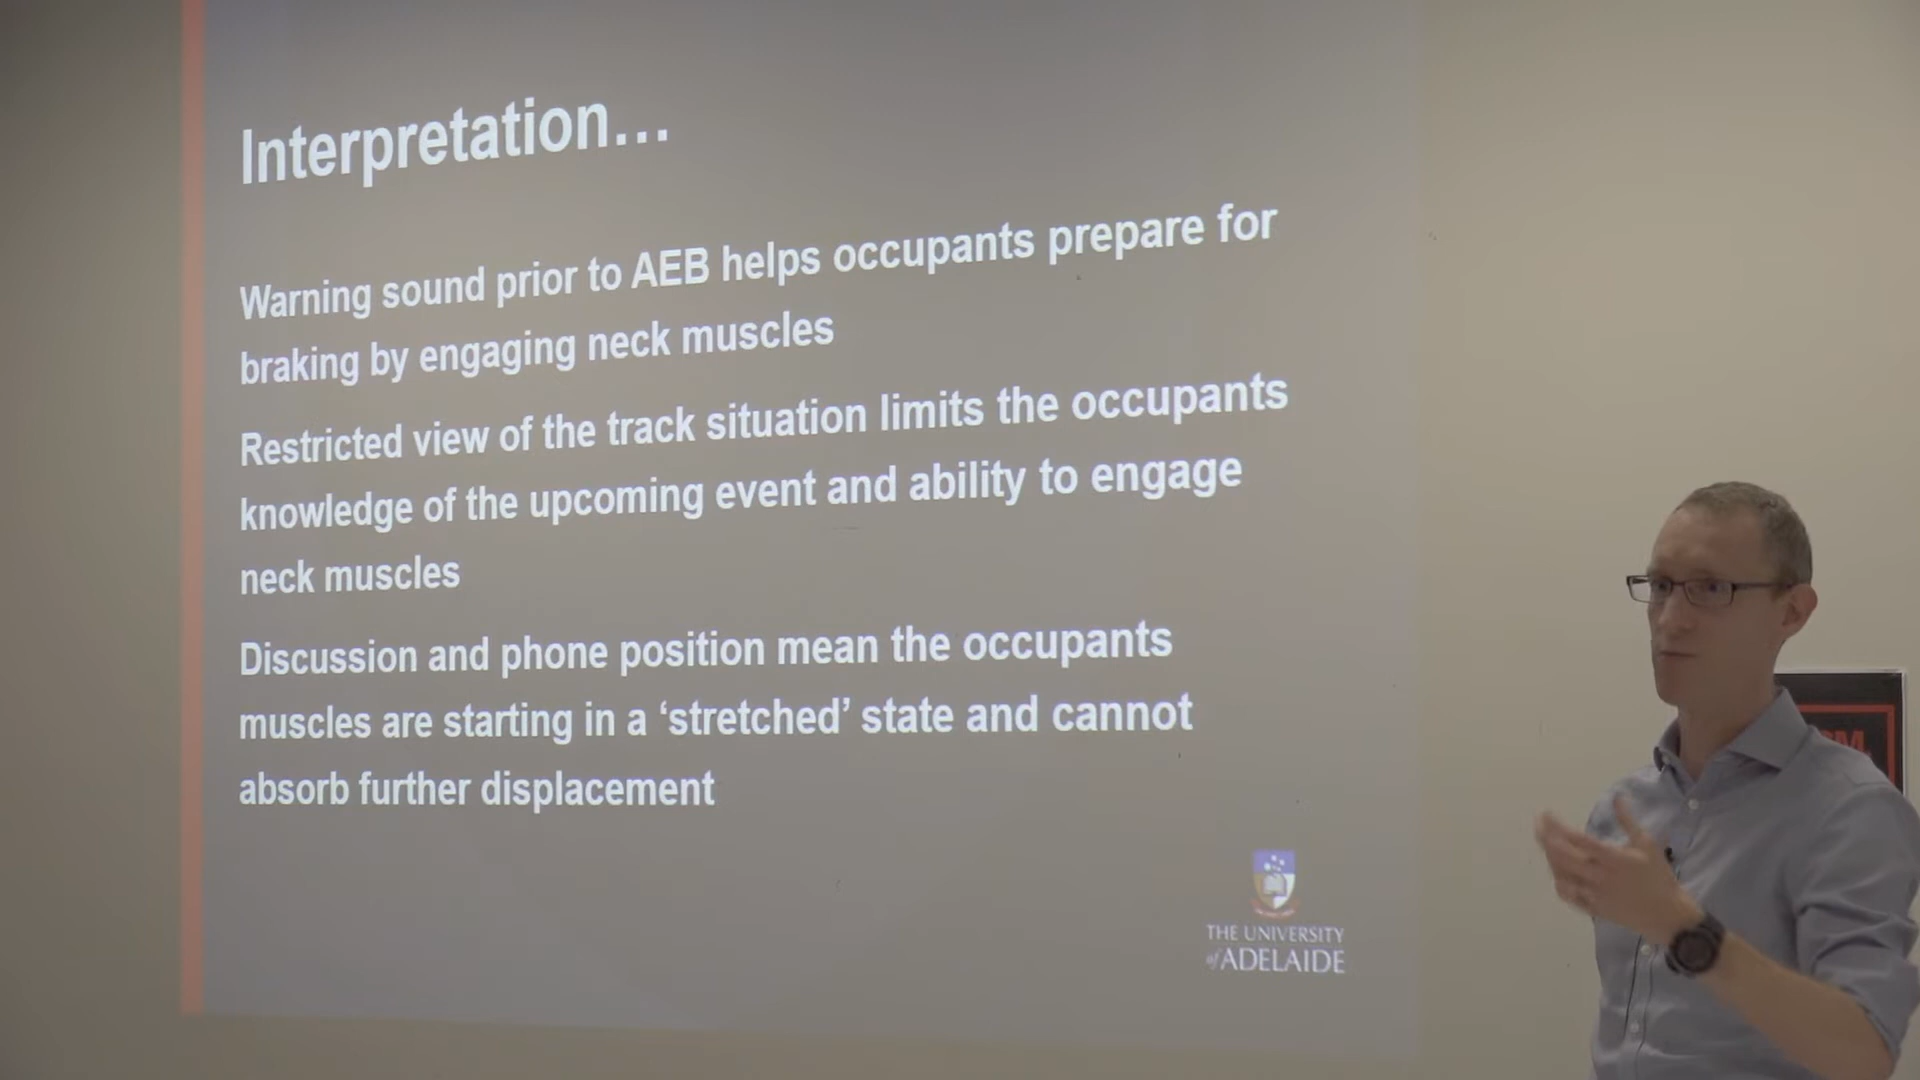 Interpretation…
Warning sound prior to AEB helps occupants prepare for
braking by engaging neck muscles
Restricted view of the track situation limits the occupants
knowledge of the upcoming event and ability to engage
neck muscles
Discussion and phone position mean the occupants
muscles are starting in a ‘stretched’ state and cannot
absorb further displacement
THE UNIVERSITY
of ADELAIDE